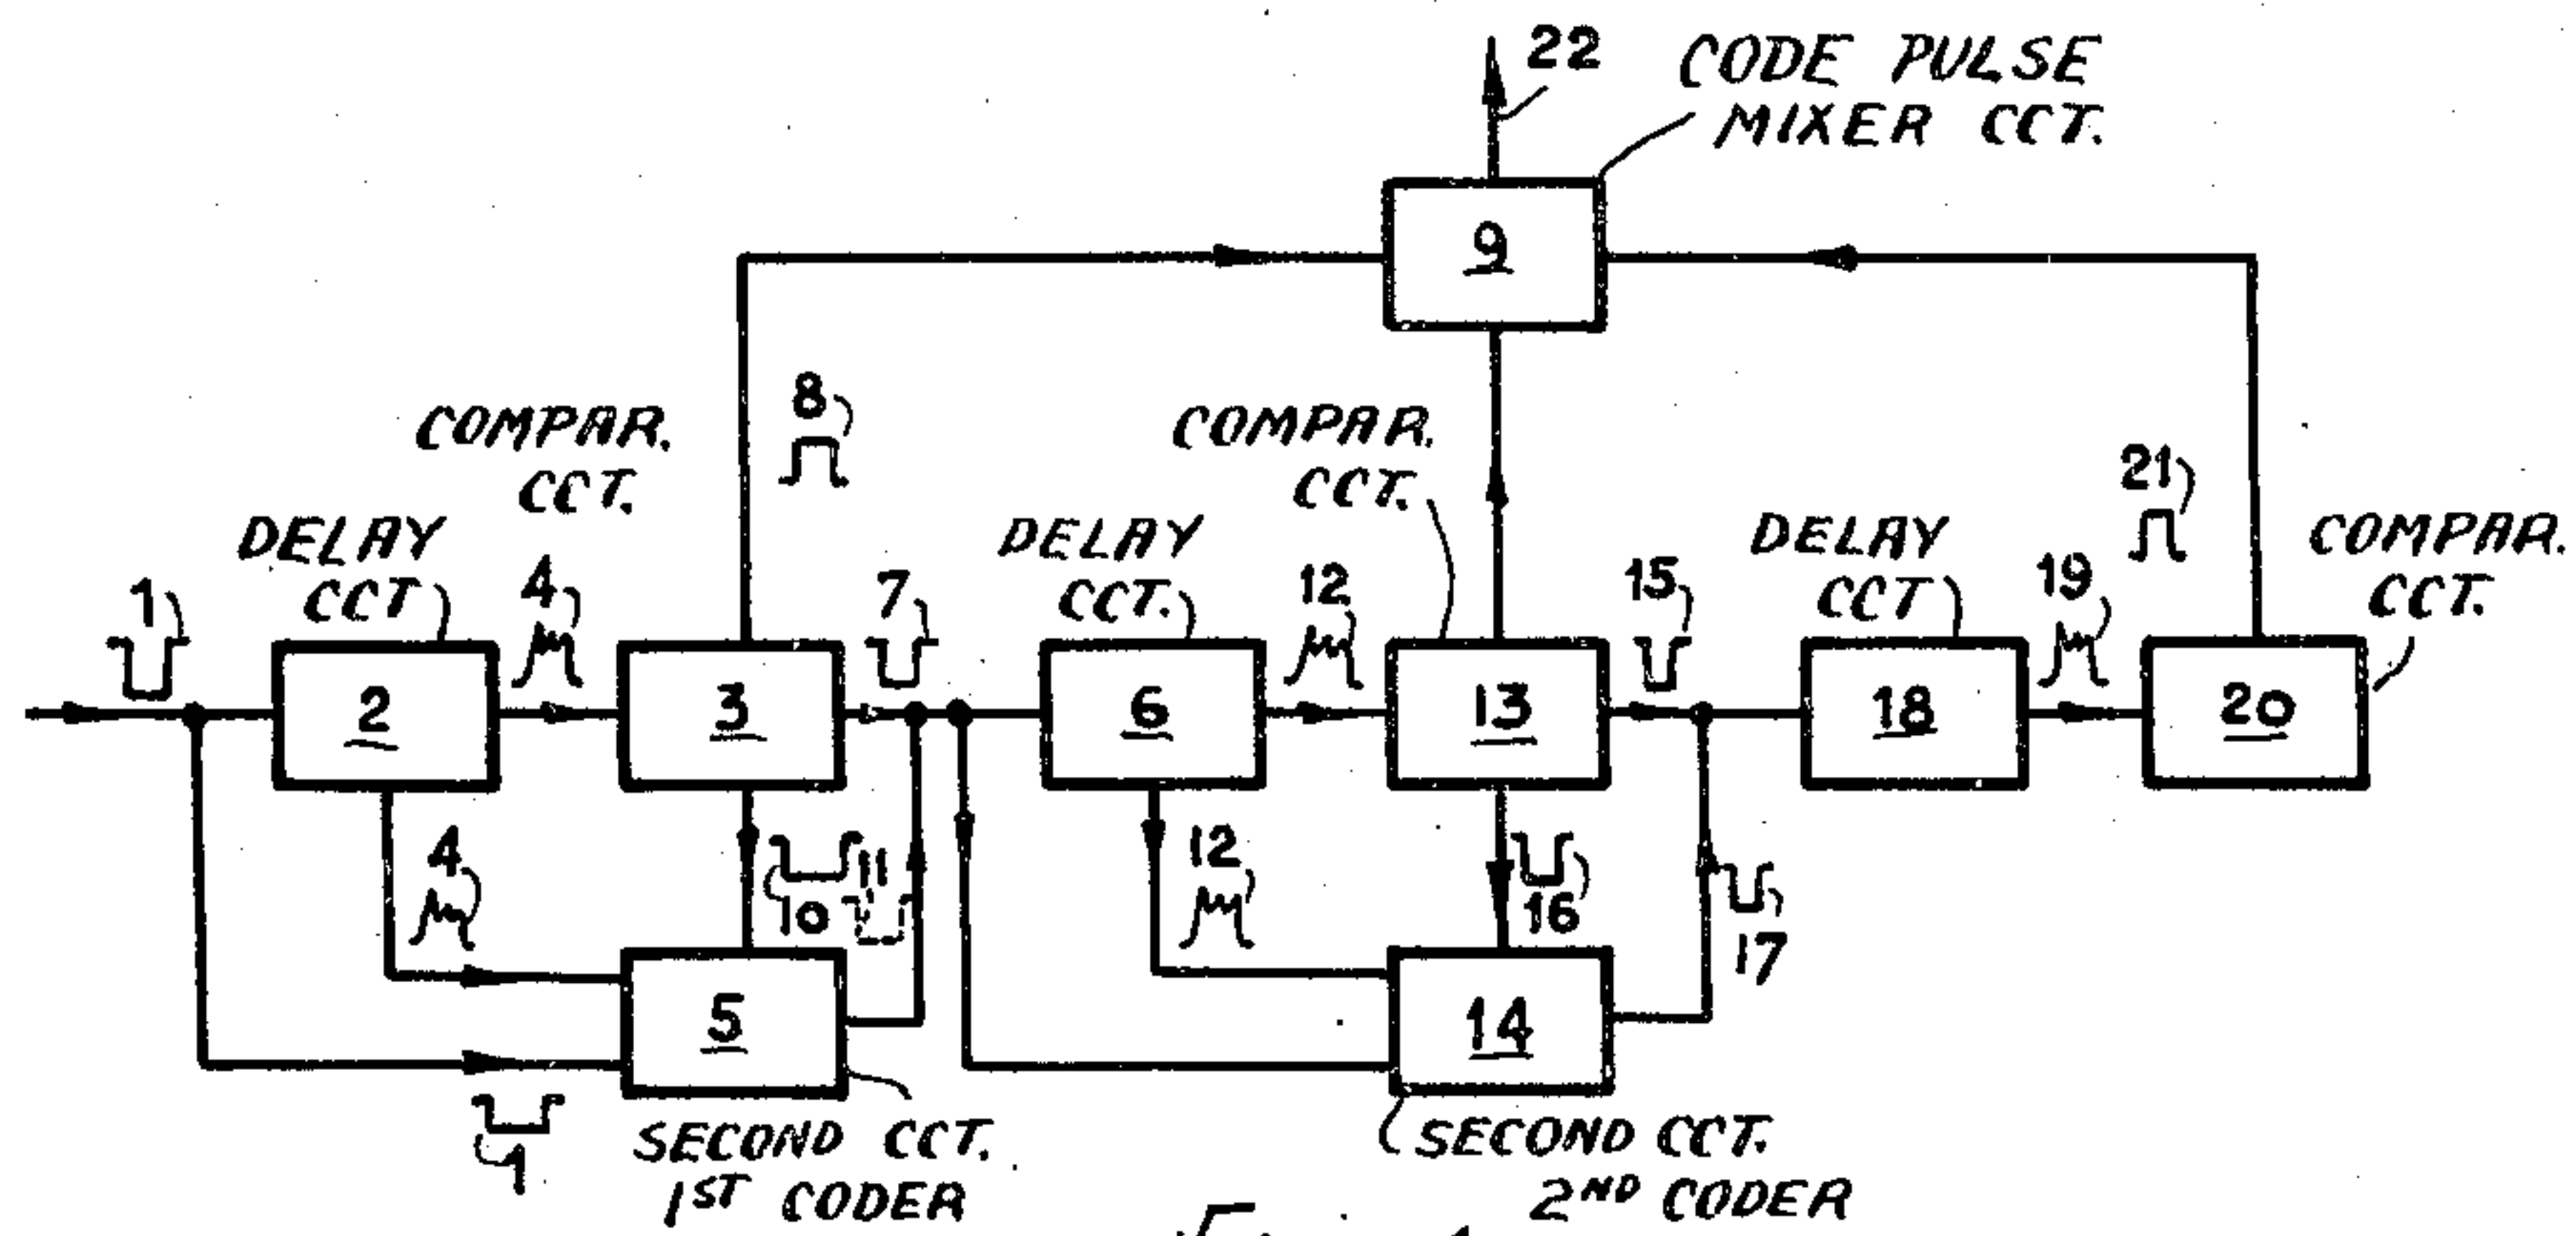 22
CODE PULSE
MIXER CCT.
9
8
COMPAR.
CCT.
COMPAR.
CCT.
21
DELAY
CCT
DELAY
CCT.
DELAY
CCT
COMPAR.
CCT.
1
4
7
12
15
19
2
3
6
13
18
20
4
10
11
12
16
17
5
14
1
SECOND CCT.
1ST CODER
SECOND CCT.
2ND CODER